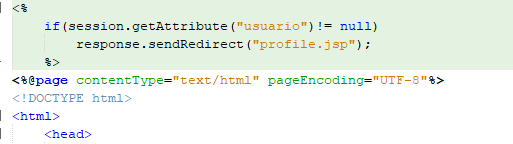 <%
    if(session.getAttribute("usuario")!= null)
        response.sendRedirect("profile.jsp");
    %>
<%@page contentType="text/html" pageEncoding="UTF-8"%>
<!DOCTYPE html>
<html>
    <head>